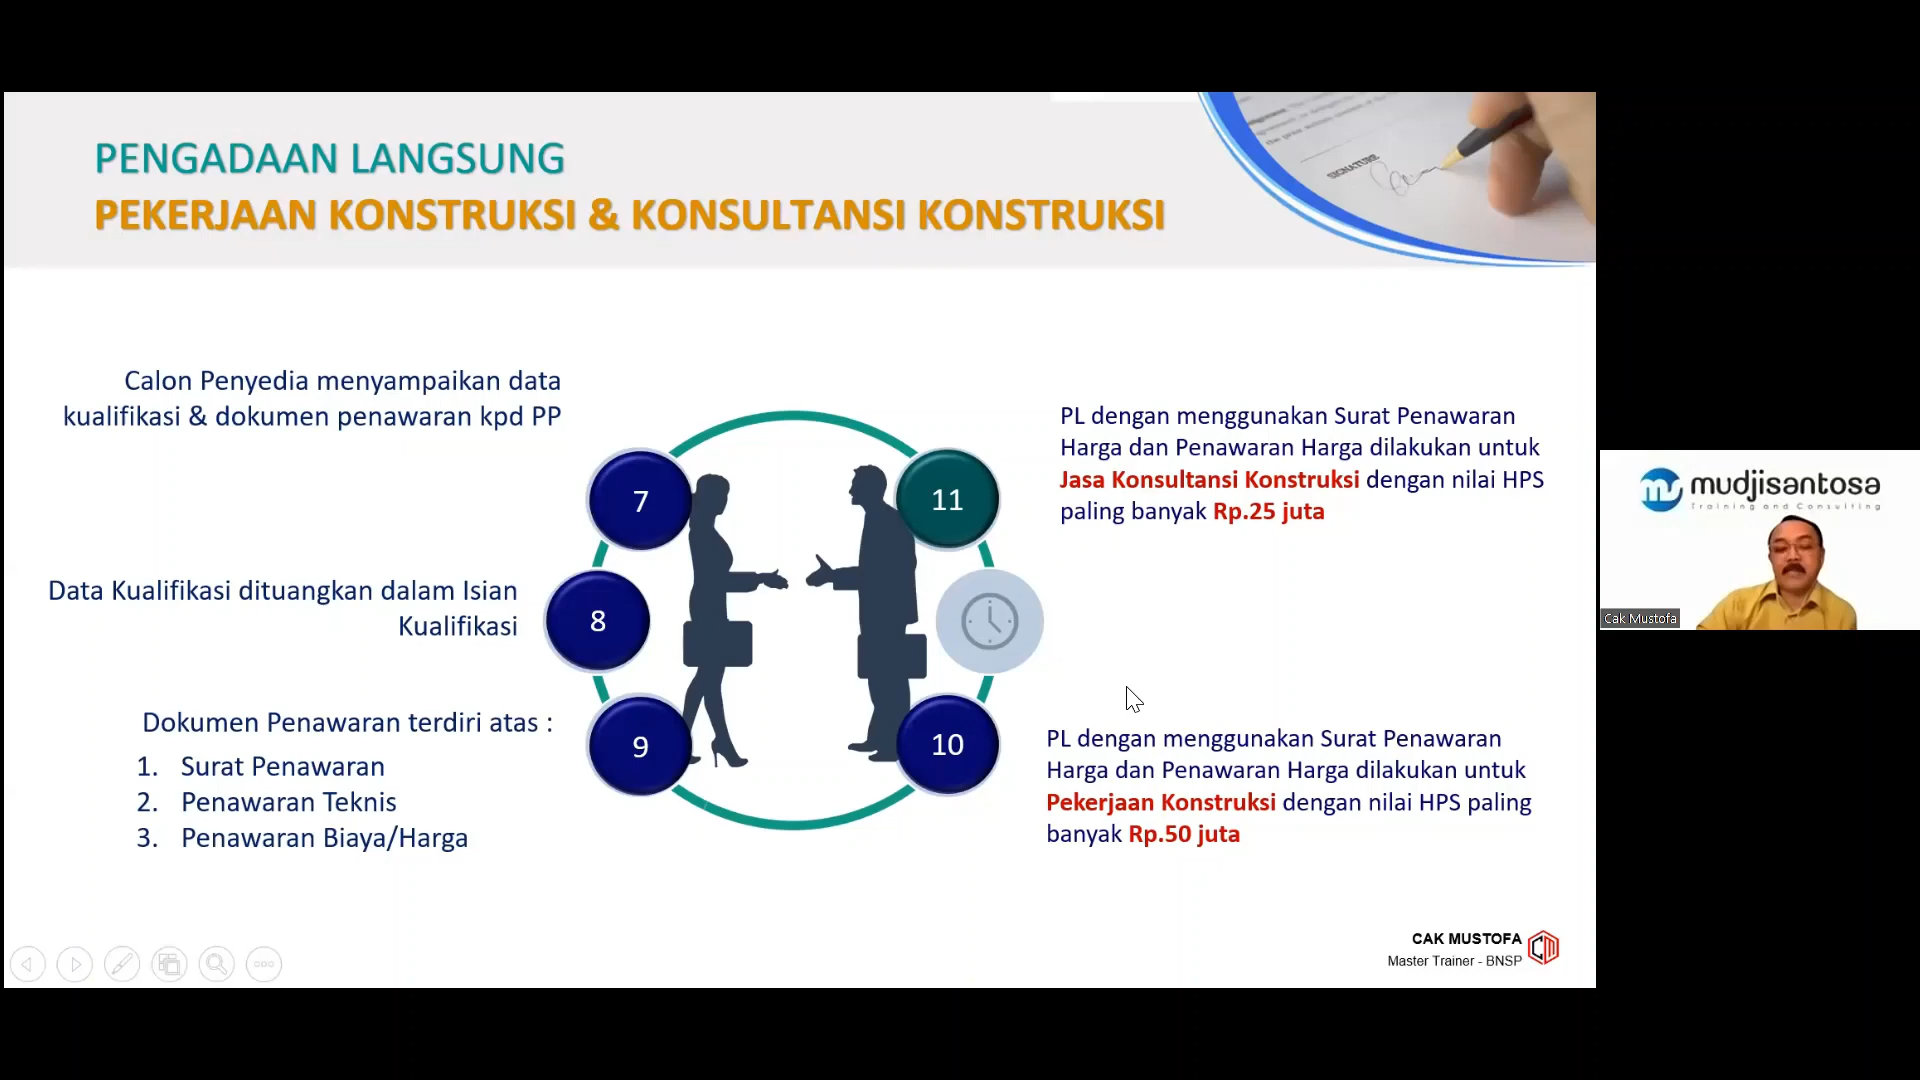 PENGADAAN LANGSUNG
PEKERJAAN KONSTRUKSI & KONSULTANSI KONSTRUKSI
SIGNATURE
Calon Penyedia menyampaikan data
kualifikasi & dokumen penawaran kpd PP
7
Data Kualifikasi dituangkan dalam Isian
Kualifikasi
8
Dokumen Penawaran terdiri atas :
1. Surat Penawaran
2. Penawaran Teknis
3. Penawaran Biaya/Harga
9
11
PL dengan menggunakan Surat Penawaran
Harga dan Penawaran Harga dilakukan untuk
Jasa Konsultansi Konstruksi dengan nilai HPS
paling banyak Rp.25 juta
10
PL dengan menggunakan Surat Penawaran
Harga dan Penawaran Harga dilakukan untuk
Pekerjaan Konstruksi dengan nilai HPS paling
banyak Rp.50 juta
CAK MUSTOFA
Master Trainer - BNSP
mudjisantosa
Training and Consulting
Cak Mustofa